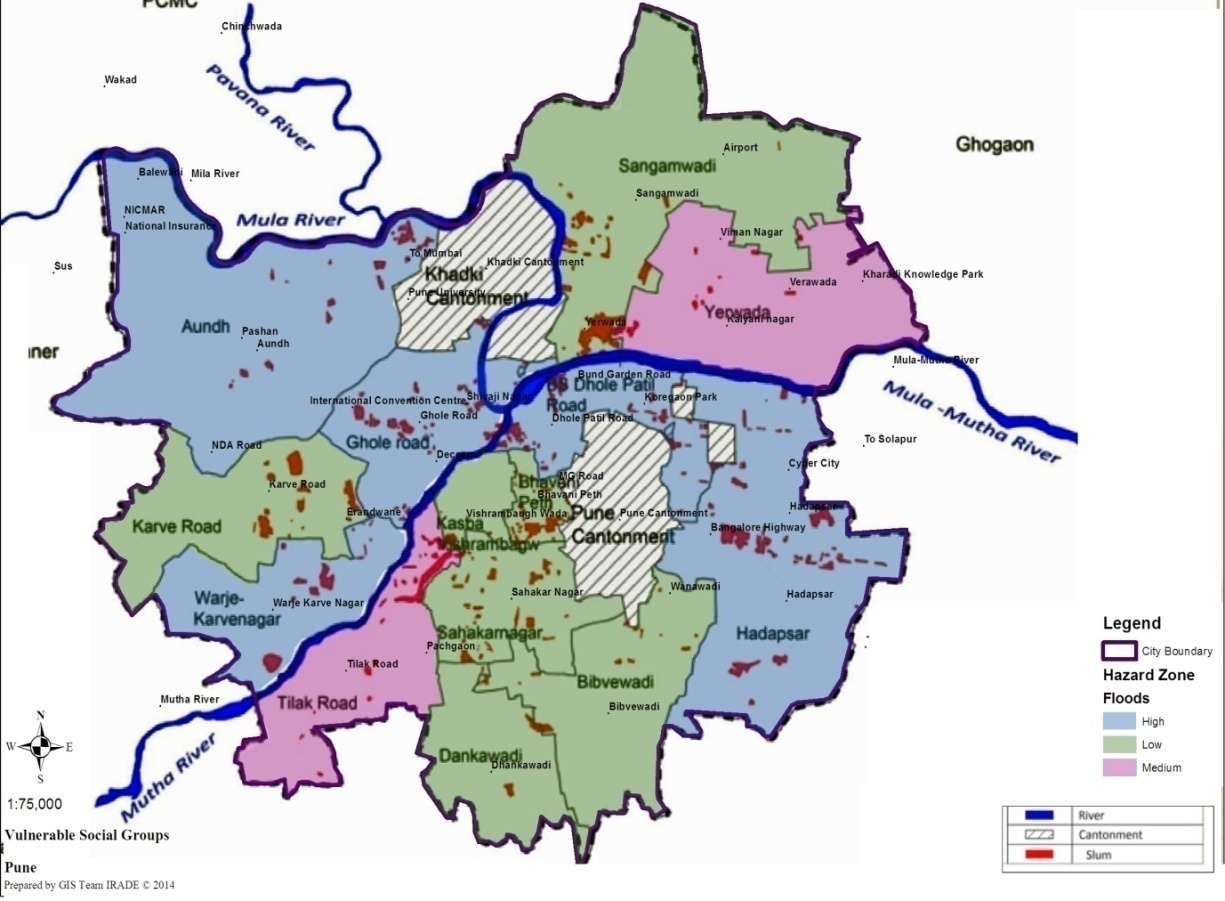 PCMC
Chinchwada
Wakad
Pavana River
Ghogaon
Airport
Sangamwadi
Sangamwadi
Balewadi
Mila River
NICMAR
National Insurance
Mula River
Viman Nagar
To Mumbai
Khadki Cantonment
Khadki
Cantonment
Pune University
Sus
Verawada
Kharadi Knowledge Park
Yerwada
Kalyani nagar
Yerwada
Aundh
Pashan
Aundh
Mula-Mutha River
Mula -Mutha River
Bund Garden Road
BS Dhole Patil
Road
Koregaon Park
Dhole Patil Road
International Convention Centre
Shivaji Nagar
Ghole Road
Ghole road
To Solapur
NDA Road
Cyber City
Karve Road
MG Road
Bhavani
Peth
Bhavani Peth
Erandwane
Vishrambaugh Wada
Pune
Cantonment
Pune Cantonment
Hadapsar
Karve Road
Kasba
Bangalore Highway
Warje-
Karvenagar
Warje Karve Nagar
Sahakar Nagar
Wanawadi
Hadapsar
Hadapsar
Sahakarnagar
Pachgaon
Tilak Road
Bibvewadi
Mutha River
Tilak Road
Bibvewadi
Dankawadi
Dhankawadi
Mutha River
N
W
E
S
1:75,000
Vulnerable Social Groups
Pune
Prepared by GIS Team IRADE © 2014
Legend
City Boundary
Hazard Zone
Floods
High
Low
Medium
River
Cantonment
Slum